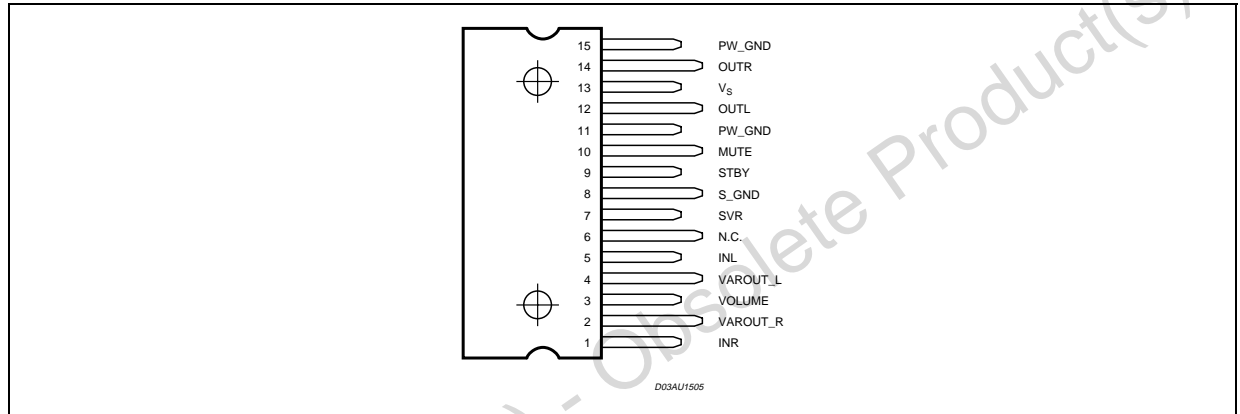 15 PW_GND
14 OUTR
13 VS
12 OUTL
11 PW_GND
10 MUTE
9 STBY
8 S_GND
7 SVR
6 N.C.
5 INL
4 VAROUT_L
3 VOLUME
2 VAROUT_R
1 INR
D03AU1505
) - Obsolete Product(s)